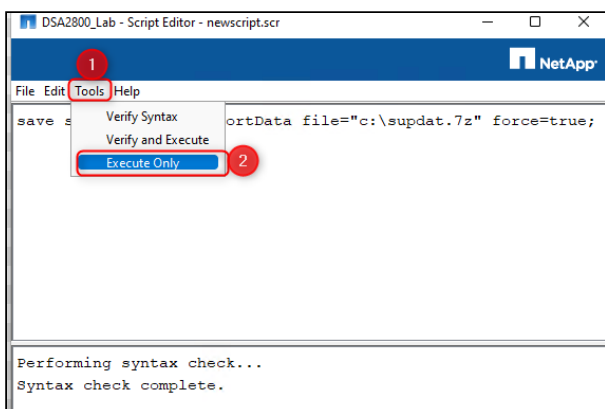 DSA2800_Lab - Script Editor - newscript.scr
NetApp
1
File Edit Tools Help
save s ortData file="c:\supdat.7z" force=true;
Verify Syntax
Verify and Execute
Execute Only
2
Performing syntax check...
Syntax check complete.